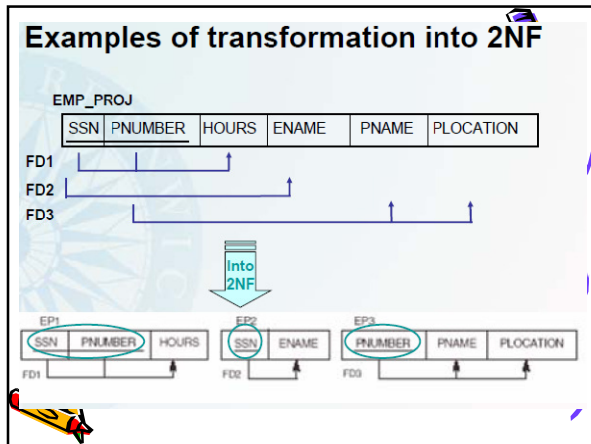 Examples of transformation into 2NF
EMP_PROJ
SSN PNUMBER HOURS ENAME PNAME PLOCATION
FD1
FD2
FD3
Into
2NF
EP1 EP2 EP3
SSN PNUMBER HOURS SSN ENAME PNUMBER PNAME PLOCATION
FD1 FD2 FD3